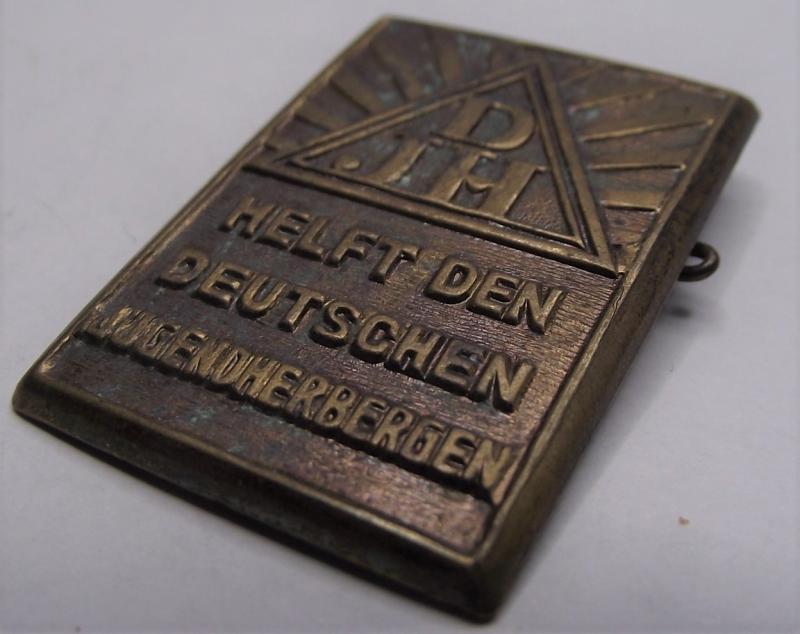 D
JH
HELFT DEN
DEUTSCHEN
JUGENDHERBERGEN